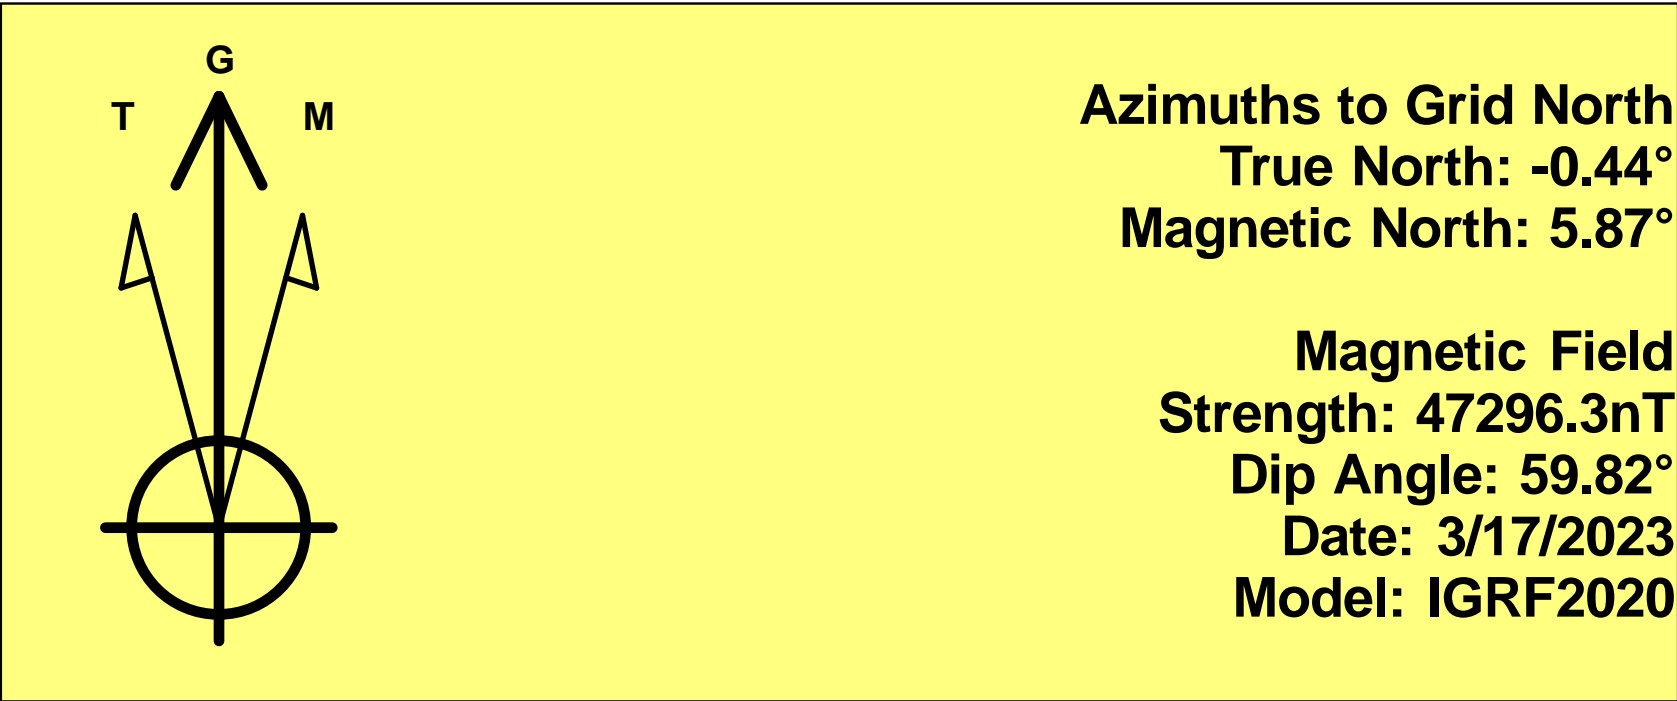 G
T
M
Azimuths to Grid North
True North: -0.44°
Magnetic North: 5.87°
Magnetic Field
Strength: 47296.3nT
Dip Angle: 59.82°
Date: 3/17/2023
Model: IGRF2020